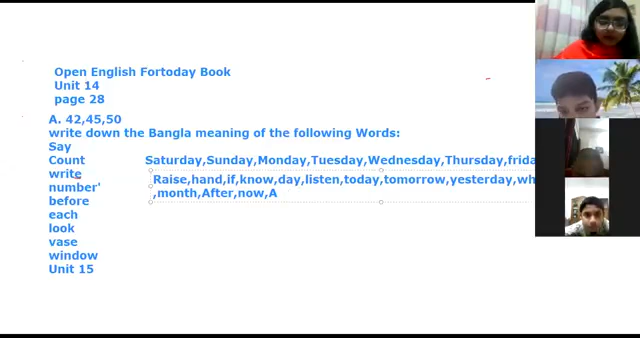 Open English Fortoday Book
Unit 14
page 28
A. 42,45,50
write down the Bangla meaning of the following Words:
Say
Count
Saturday,Sunday,Monday,Tuesday,Wednesday,Thursday,frida
write
Raise,hand,if,know,day,listen,today,tomorrow,yesterday,wh
number'
,month,After,now,A
before
each
look
vase
window
Unit 15